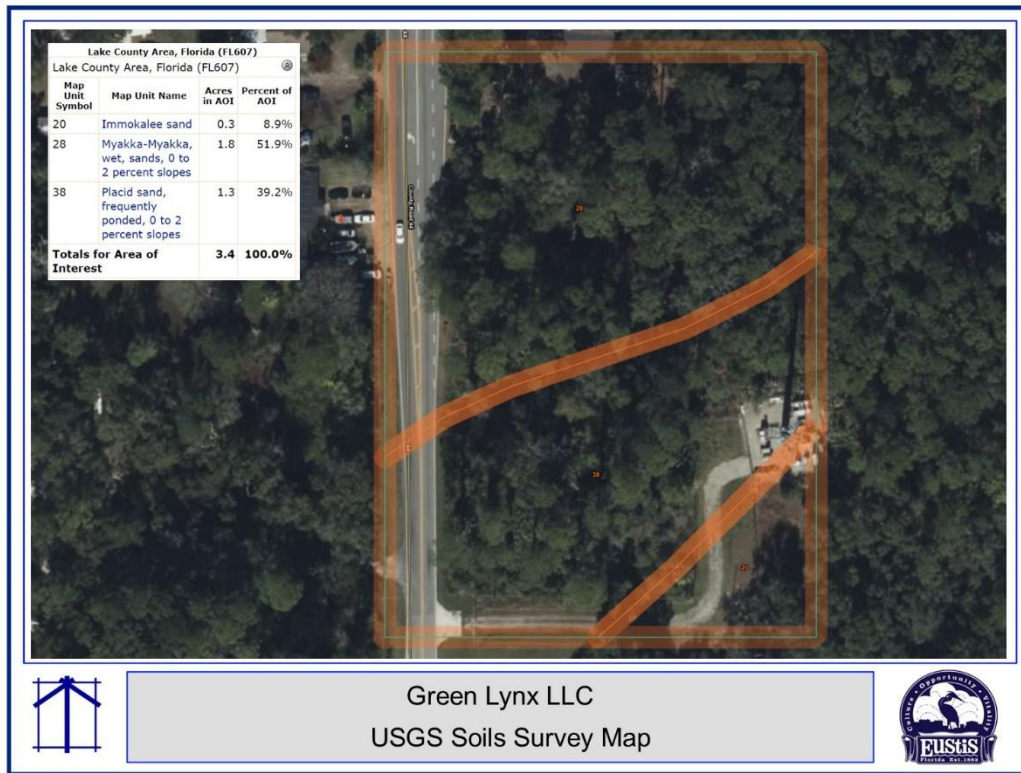 Lake County Area, Florida (FL607)
Lake County Area, Florida (FL607)
Map Unit Symbol Map Unit Name Acres in AOI Percent of AOI
20 Immokalee sand 0.3 8.9%
28 Myakka-Myakka, wet, sands, 0 to 2 percent slopes 1.8 51.9%
38 Placid sand, frequently ponded, 0 to 2 percent slopes 1.3 39.2%
Totals for Area of Interest 3.4 100.0%
28
38
20
Green Lynx LLC
USGS Soils Survey Map
Culture • Opportunity • Vitality
EUSTIS
Florida Est. 1883